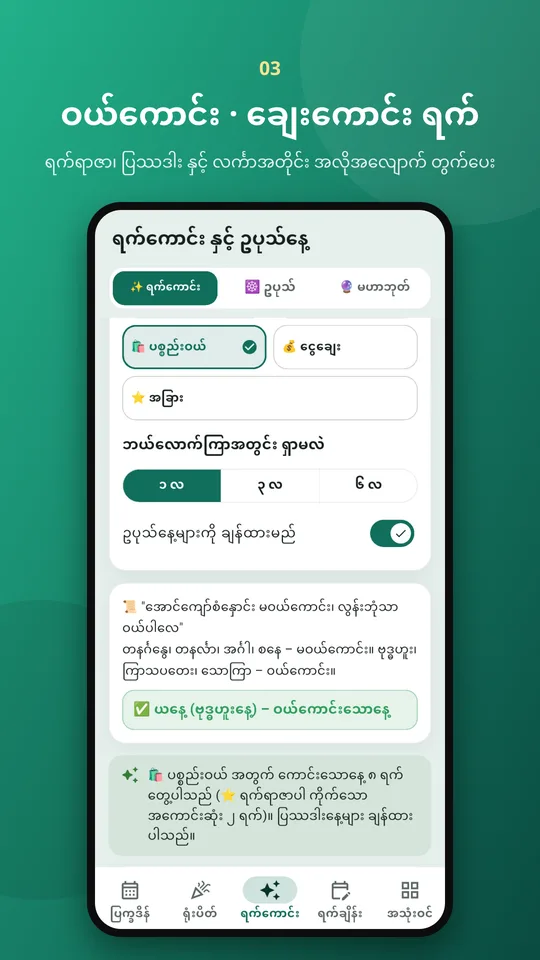 03
ဝယ်ကောင်း · ချေးကောင်း ရက်
ရက်ရာဇာ၊ ပြဿဒါး နှင့် လင်္ကာအတိုင်း အလိုအလျောက် တွက်ပေး
ရက်ကောင်း နှင့် ဥပုသ်နေ့
✨ ရက်ကောင်း
☸️ ဥပုသ်
🔮 မဟာဘုတ်
🛍️ ပစ္စည်းဝယ်
💰 ငွေချေး
⭐ အခြား
ဘယ်လောက်ကြာအတွင်း ရှာမလဲ
၁ လ
၃ လ
၆ လ
ဥပုသ်နေ့များကို ချန်ထားမည်
📜 "အောင်ကျော်စံနှောင်း မဝယ်ကောင်း၊ လွန်းဘုံသာ
ဝယ်ပါလေ"
တနင်္ဂနွေ၊ တနင်္လာ၊ အင်္ဂါ၊ စနေ – မဝယ်ကောင်း။ ဗုဒ္ဓဟူး၊
ကြာသပတေး၊ သောကြာ – ဝယ်ကောင်း။
✅ ယနေ့ (ဗုဒ္ဓဟူးနေ့) – ဝယ်ကောင်းသောနေ့
🛍️ ပစ္စည်းဝယ် အတွက် ကောင်းသောနေ့ ၈ ရက်
တွေ့ပါသည် (⭐ ရက်ရာဇာပါ ကိုက်သော
အကောင်းဆုံး ၂ ရက်)။ ပြဿဒါးနေ့များ ချန်ထား
ပါသည်။
ပြက္ခဒိန်
ရုံးပိတ်
ရက်ကောင်း
ရက်ချိန်း
အသုံးဝင်